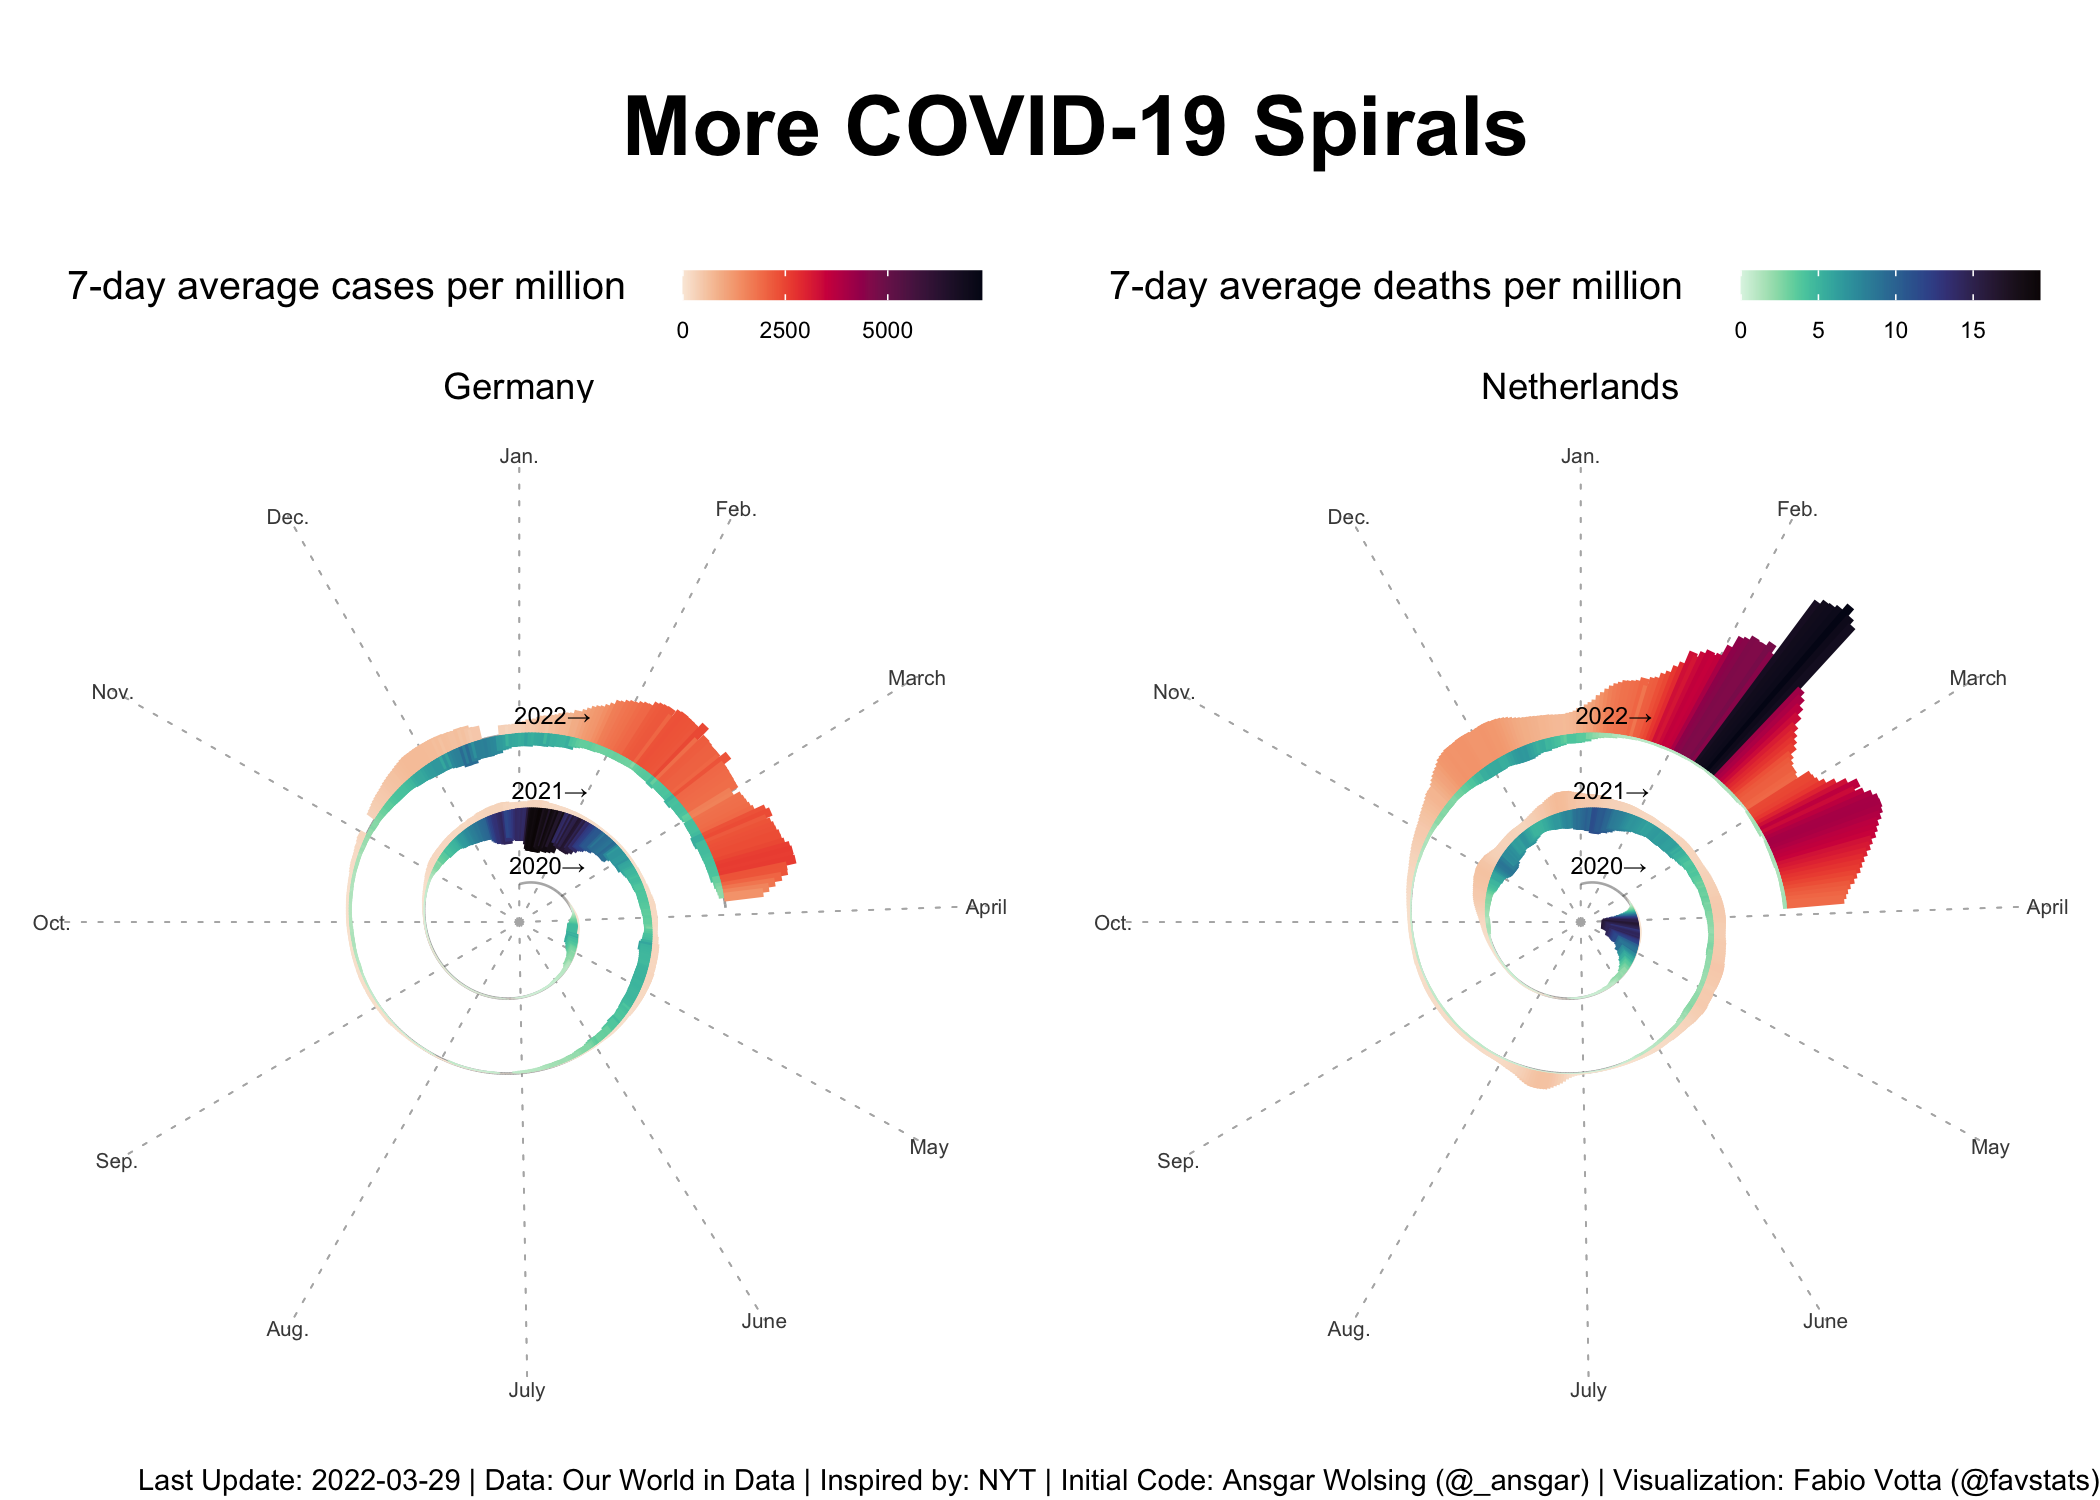 More COVID-19 Spirals
7-day average cases per million
0 2500 5000
7-day average deaths per million
0 5 10 15
Germany
Jan.
Feb.
March
April
May
June
July
Aug.
Sep.
Oct.
Nov.
Dec.
2022→
2021→
2020→
Netherlands
Jan.
Feb.
March
April
May
June
July
Aug.
Sep.
Oct.
Nov.
Dec.
2022→
2021→
2020→
Last Update: 2022-03-29 | Data: Our World in Data | Inspired by: NYT | Initial Code: Ansgar Wolsing (@_ansgar) | Visualization: Fabio Votta (@favstats)